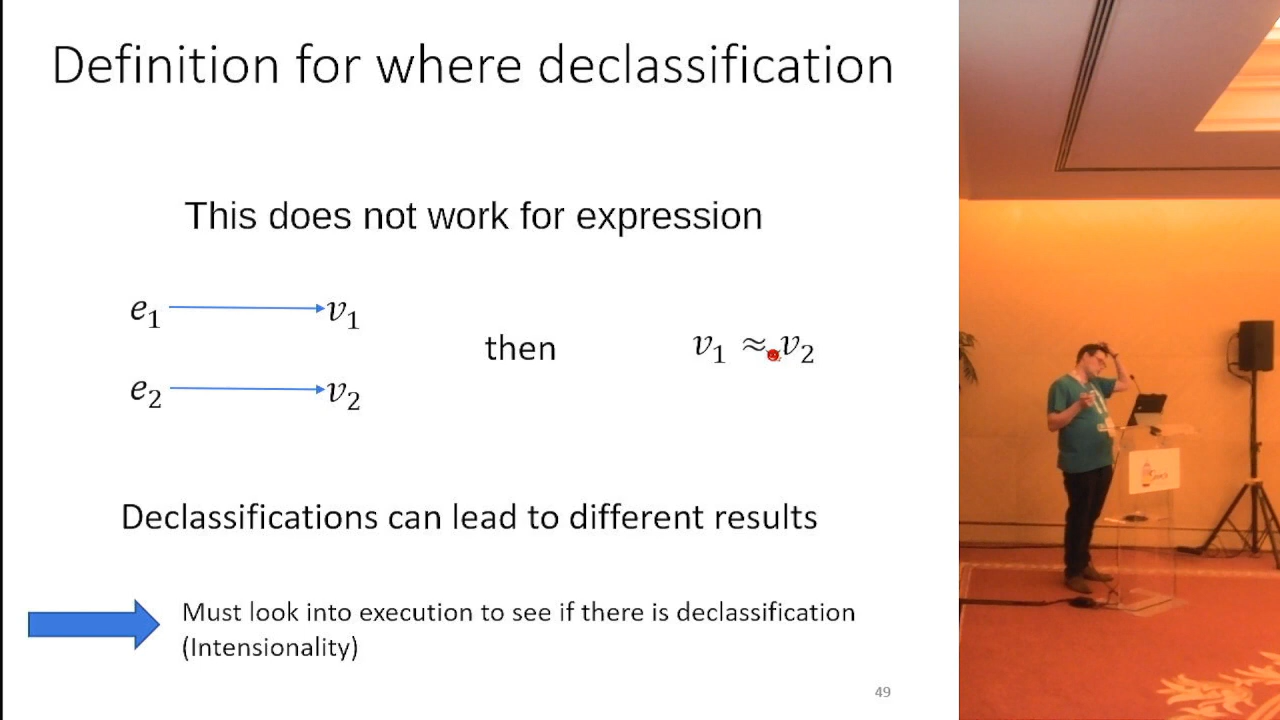 Definition for where declassification
This does not work for expression
e₁ → v₁
then
v₁ ≈ v₂
e₂ → v₂
Declassifications can lead to different results
Must look into execution to see if there is declassification
(Intensionality)
49